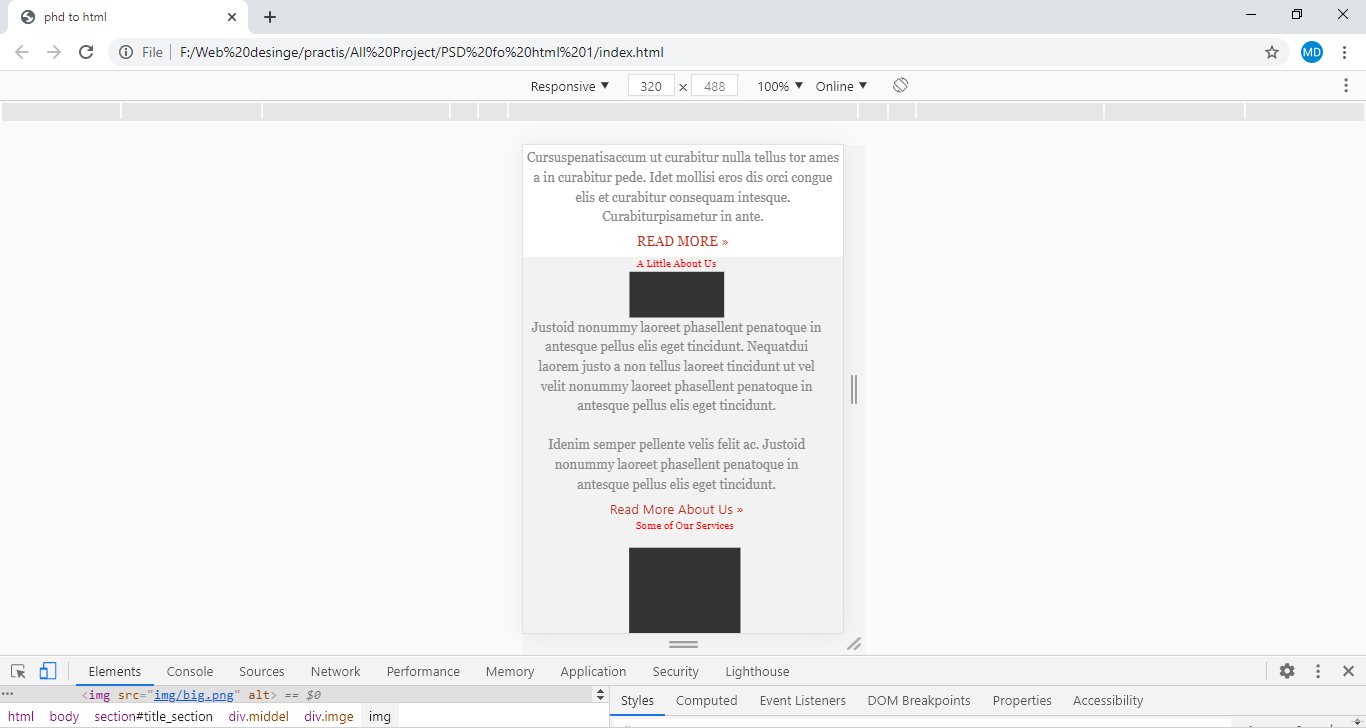 phd to html
File
F:/Web%20desinge/practis/All%20Project/PSD%20fo%20html%201/index.html
MD
Responsive ▼ 320 × 488 100% ▼ Online ▼
Cursuspenatisaccum ut curabitur nulla tellus tor ames
a in curabitur pede. Idet mollisi eros dis orci congue
elis et curabitur consequam intesque.
Curabiturpisametur in ante.
READ MORE »
A Little About Us
Justoid nonummy laoreet phasellent penatoque in
antesque pellus elis eget tincidunt. Nequatdui
laorem justo a non tellus laoreet tincidunt ut vel
velit nonummy laoreet phasellent penatoque in
antesque pellus elis eget tincidunt.
Idenim semper pellente velis felit ac. Justoid
nonummy laoreet phasellent penatoque in
antesque pellus elis eget tincidunt.
Read More About Us »
Some of Our Services
Elements Console Sources Network Performance Memory Application Security Lighthouse
<img src="img/big.png" alt> == $0
Styles Computed Event Listeners DOM Breakpoints Properties Accessibility
html body section#title_section div.middel div.imge img